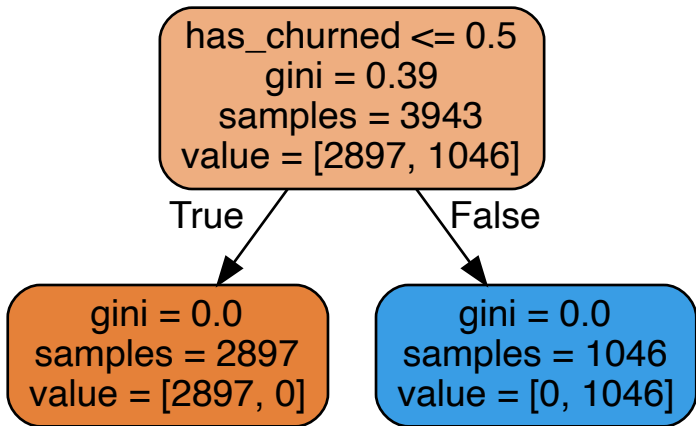 has_churned <= 0.5
gini = 0.39
samples = 3943
value = [2897, 1046]
True
False
gini = 0.0
samples = 2897
value = [2897, 0]
gini = 0.0
samples = 1046
value = [0, 1046]